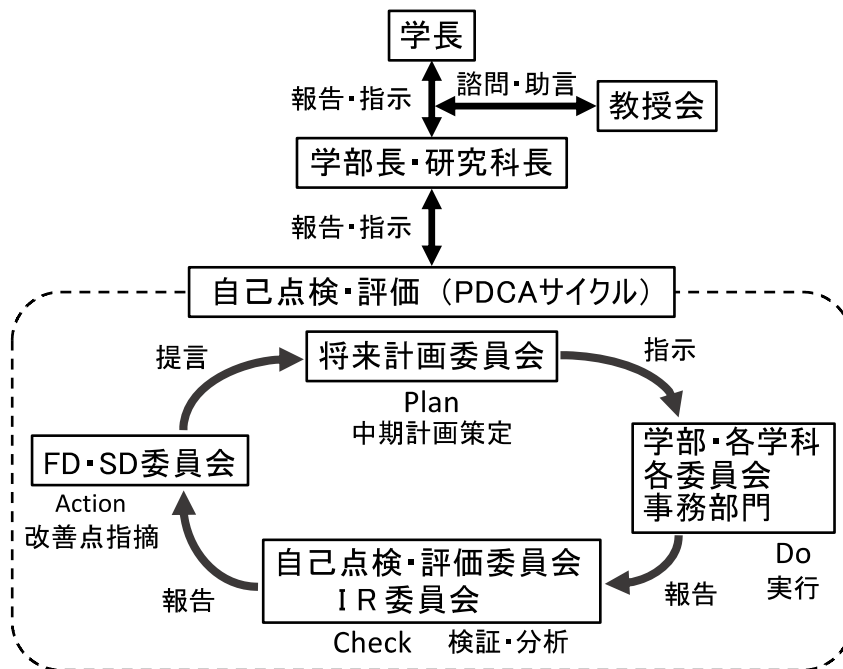 学長
報告・指示
諮問・助言
教授会
学部長・研究科長
報告・指示
自己点検・評価（PDCAサイクル）
提言
将来計画委員会
指示
Plan
中期計画策定
FD・SD委員会
Action
改善点指摘
学部・各学科
各委員会
事務部門
Do
実行
報告
自己点検・評価委員会
ＩＲ委員会
報告
Check 検証・分析